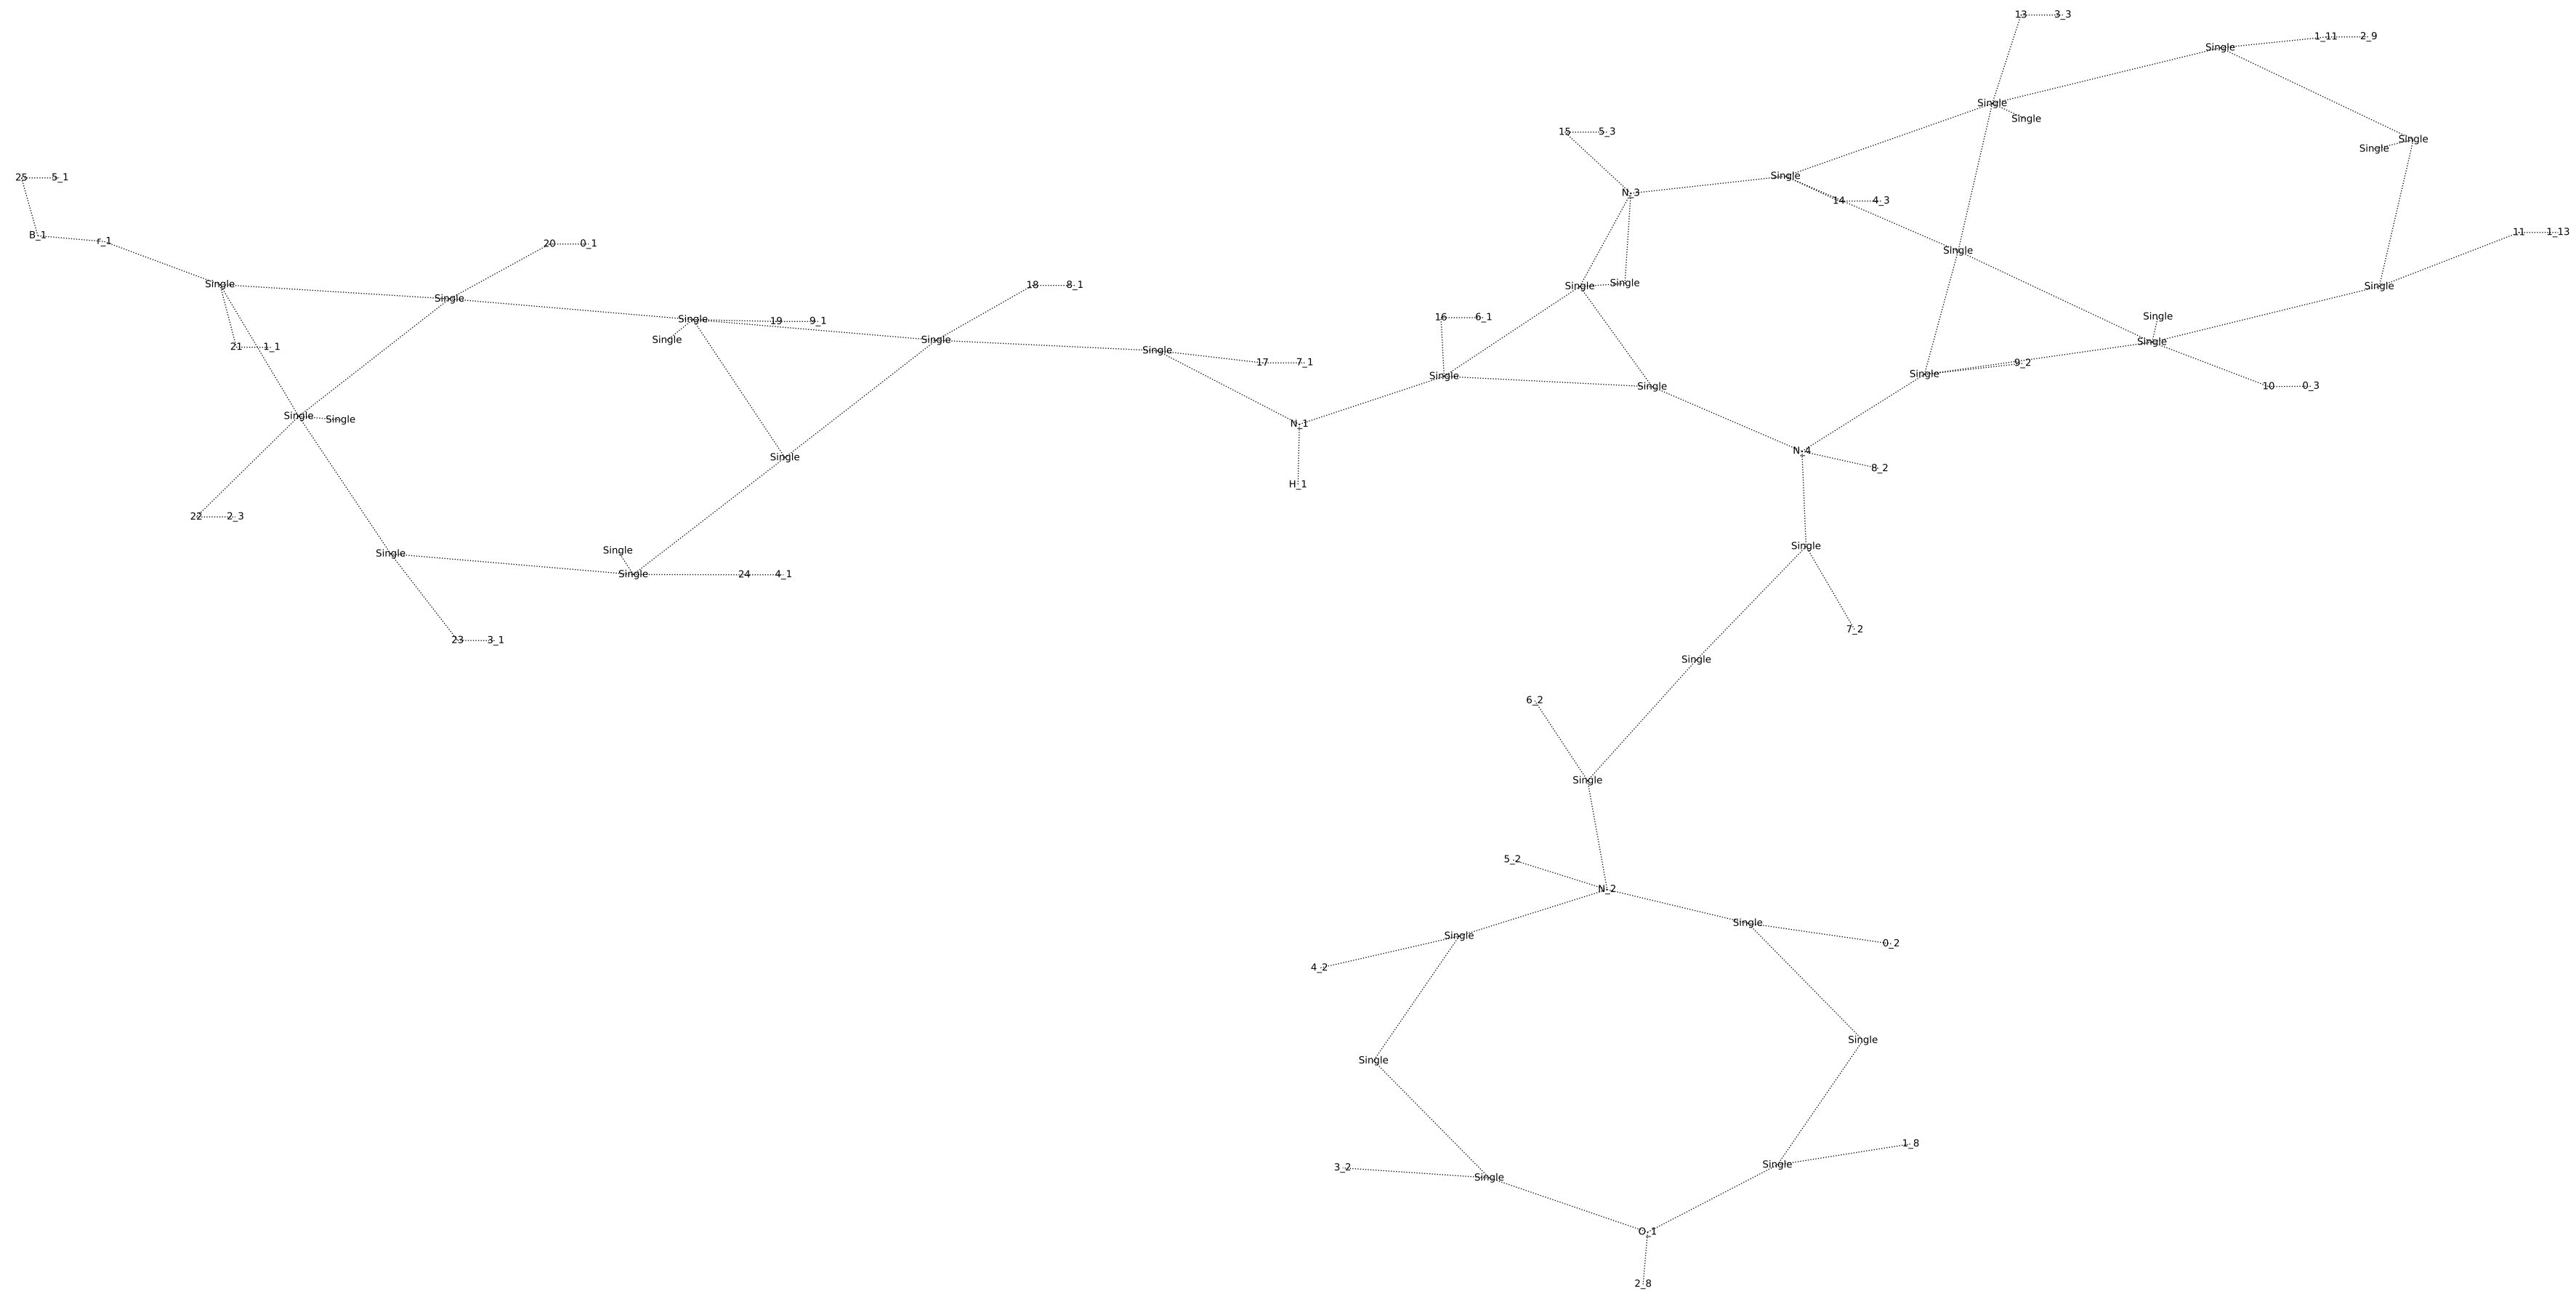 13 3_3
1_11 2_9
Single
Single
Single
15 5_3
Single
Single
Single
25 5_1
N_3
14 4_3
11 1_13
B_1
r_1
20 0_1
Single
Single
Single
18 8_1
Single
Single
Single
Single
16 6_1
Single
Single
19 9_1
21 1_1
Single
Single
Single
Single
17 7_1
9_2
Single
Single
Single
10 0_3
Single
Single
N_1
N_4
Single
8_2
H_1
22 2_3
Single
Single
Single
Single
24 4_1
7_2
23 3_1
Single
6_2
Single
5_2
N_2
Single
Single
0_2
4_2
Single
Single
1_8
Single
3_2
Single
O_1
2_8